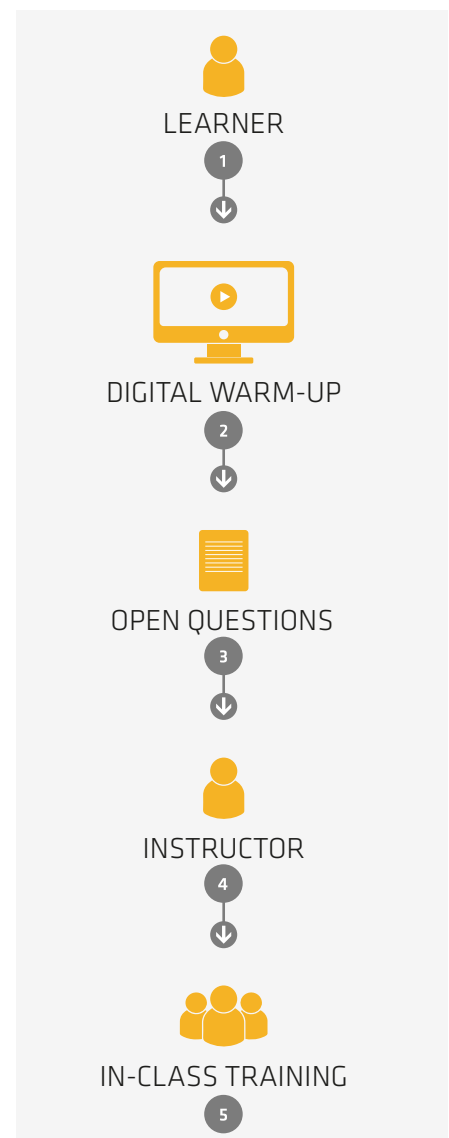 LEARNER
1
DIGITAL WARM-UP
2
OPEN QUESTIONS
3
INSTRUCTOR
4
IN-CLASS TRAINING
5